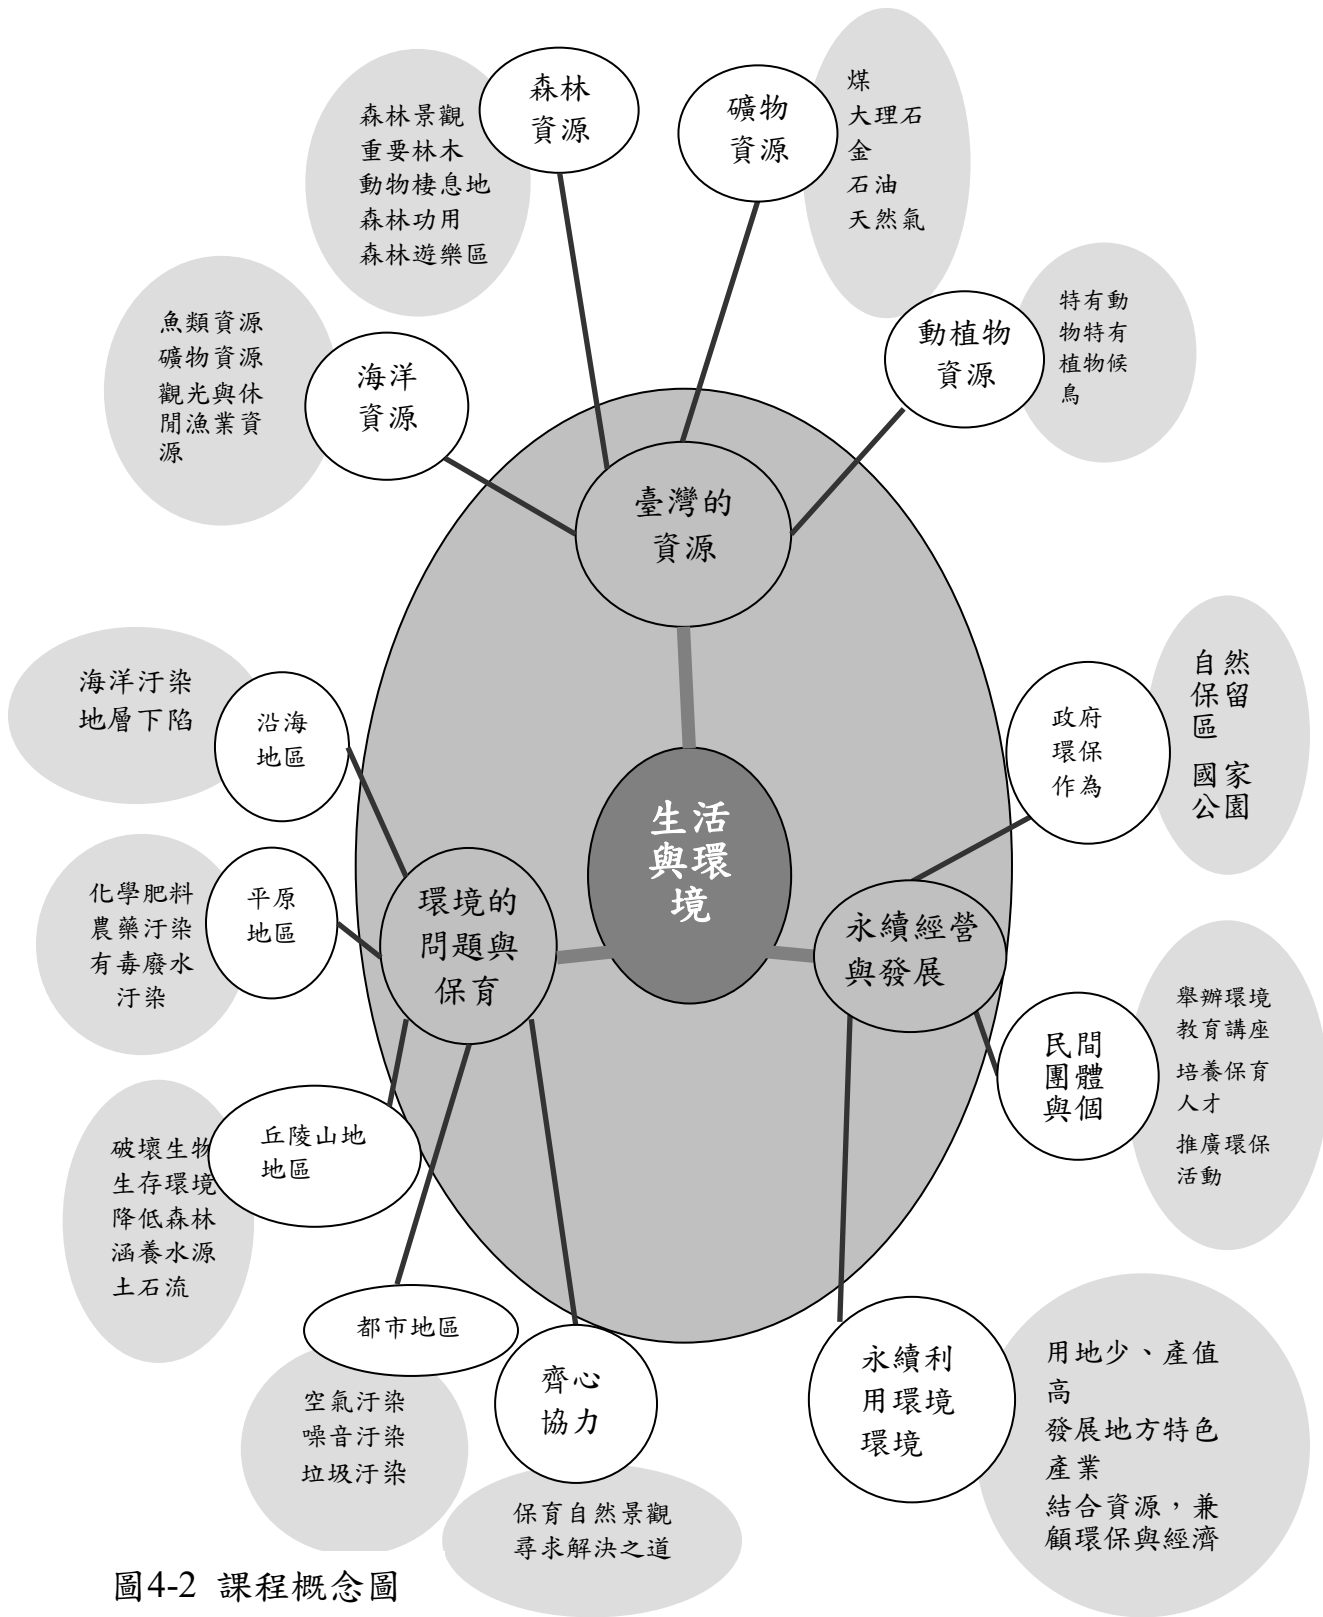 森林
資源
森林景觀
重要林木
動物棲息地
森林功用
森林遊樂區
礦物
資源
煤
大理石
金
石油
天然氣
動植物
資源
特有動
物特有
植物候
鳥
魚類資源
礦物資源
觀光與休
閒漁業資
源
海洋
資源
臺灣的
資源
海洋汙染
地層下陷
沿海
地區
政府
環保
作為
自然
保留
區
國家
公園
生活
與環
境
化學肥料
農藥汙染
有毒廢水
汙染
平原
地區
環境的
問題與
保育
永續經營
與發展
民間
團體
與個
舉辦環境
教育講座
培養保育
人才
推廣環保
活動
破壞生物
生存環境
降低森林
涵養水源
土石流
丘陵山地
地區
都市地區
空氣汙染
噪音汙染
垃圾汙染
齊心
協力
保育自然景觀
尋求解決之道
永續利
用環境
環境
用地少、產值
高
發展地方特色
產業
結合資源，兼
顧環保與經濟
圖4-2 課程概念圖